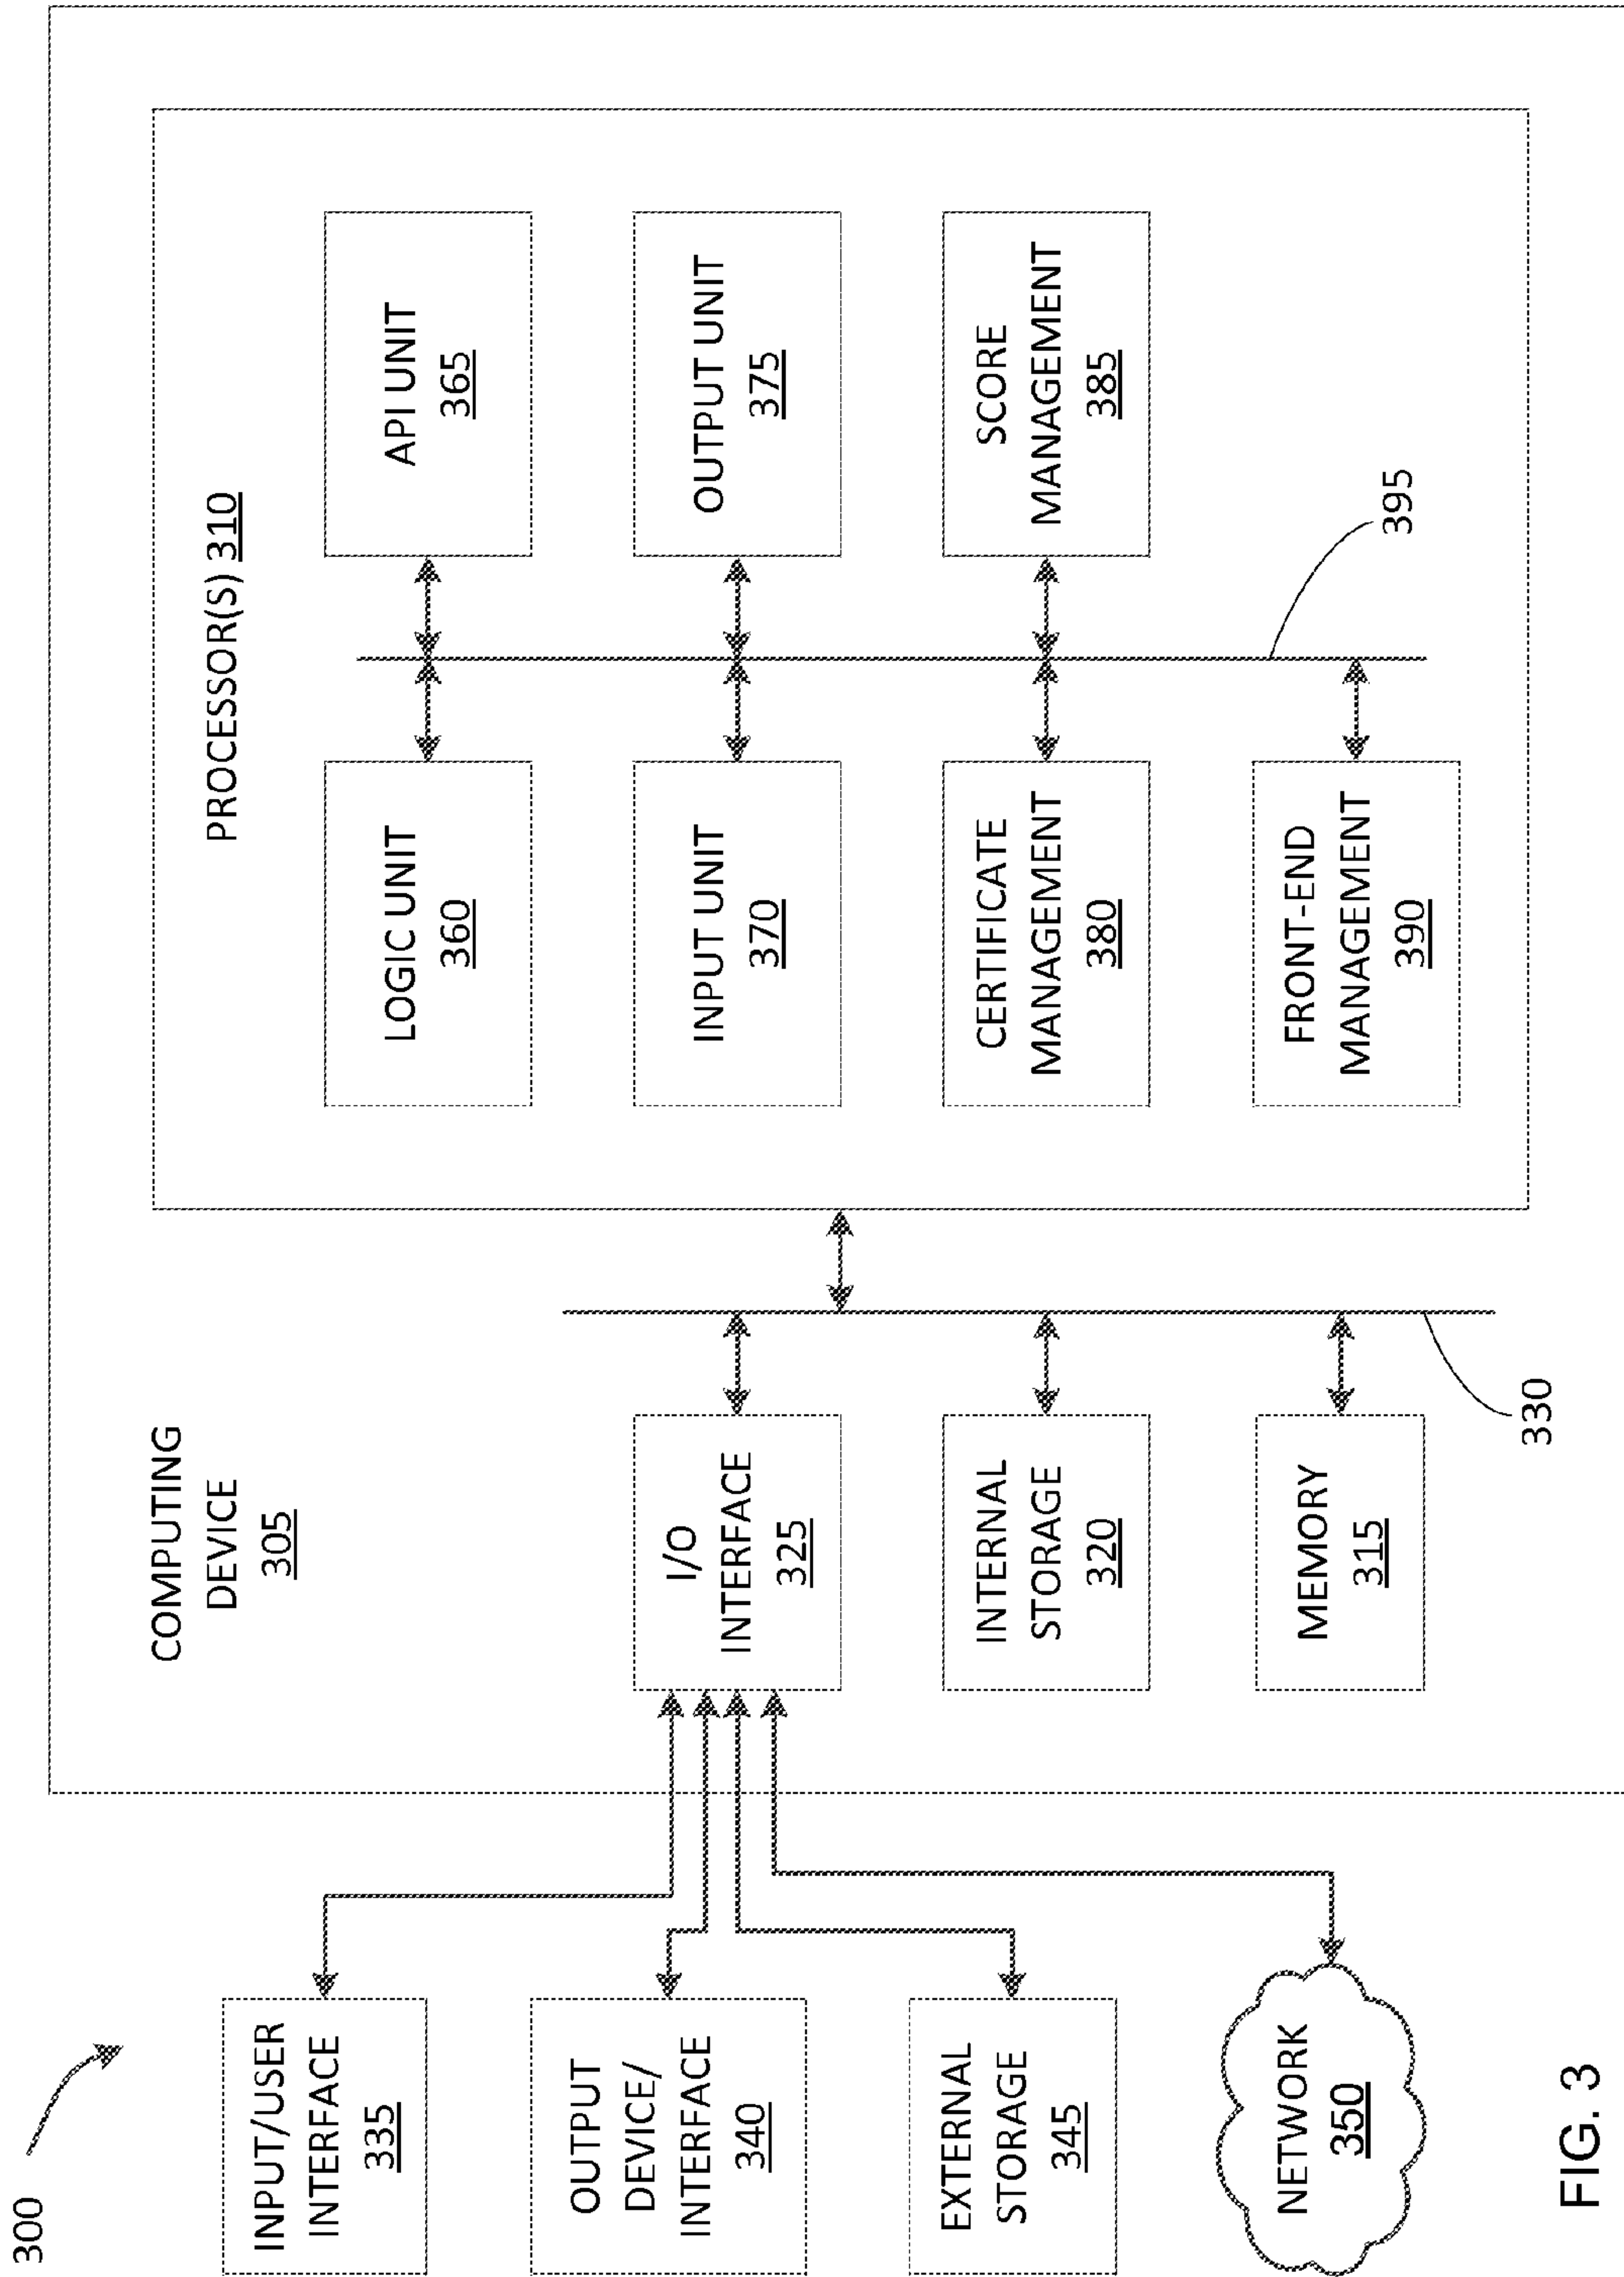 300
INPUT/USER
INTERFACE
335
OUTPUT
DEVICE/
INTERFACE
340
EXTERNAL
STORAGE
345
NETWORK
350
COMPUTING
DEVICE
305
I/O
INTERFACE
325
INTERNAL
STORAGE
320
MEMORY
315
330
PROCESSOR(S) 310
LOGIC UNIT
360
API UNIT
365
INPUT UNIT
370
OUTPUT UNIT
375
CERTIFICATE
MANAGEMENT
380
SCORE
MANAGEMENT
385
FRONT-END
MANAGEMENT
390
395
FIG. 3